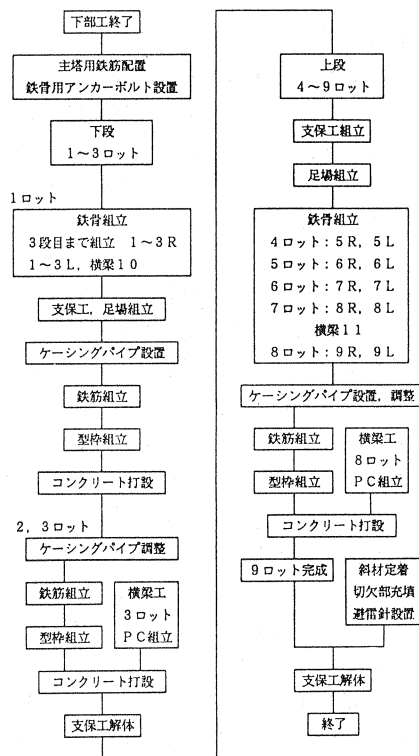 下部工終了
主塔用鉄筋配置
鉄骨用アンカーボルト設置
下段
1~3ロット
1ロット
鉄骨組立
3段目まで組立 1~3R
1~3L，横梁10
支保工，足場組立
ケーシングパイプ設置
鉄筋組立
型枠組立
コンクリート打設
2，3ロット
ケーシングパイプ調整
鉄筋組立
型枠組立
横梁工
3ロット
PC組立
コンクリート打設
支保工解体
上段
4~9ロット
支保工組立
足場組立
鉄骨組立
4ロット：5R，5L
5ロット：6R，6L
6ロット：7R，7L
7ロット：8R，8L
横梁11
8ロット：9R，9L
ケーシングパイプ設置，調整
鉄筋組立
型枠組立
横梁工
8ロット
PC組立
コンクリート打設
9ロット完成
斜材定着
切欠部充填
避雷針設置
支保工解体
終了